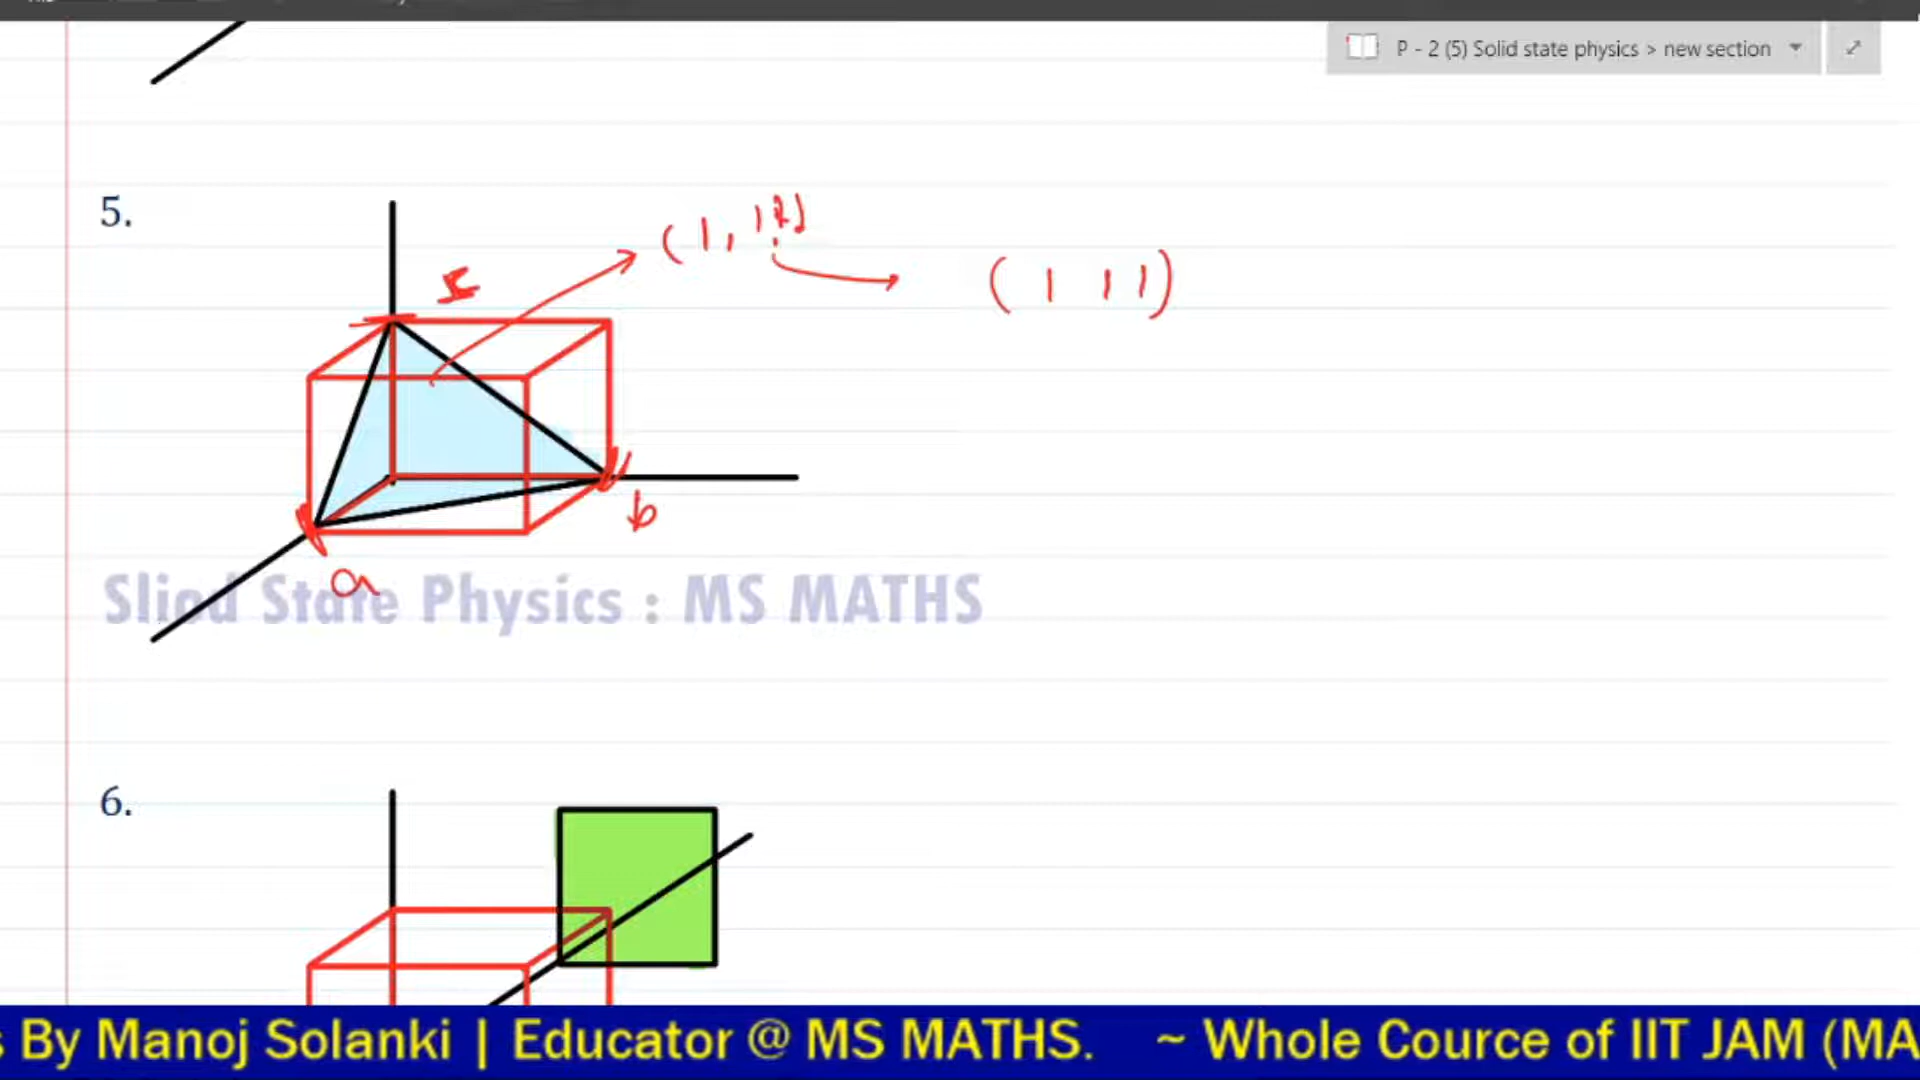 P - 2 (5) Solid state physics > new section
5.
(1, 1 1)
(1 1 1)
b
a
Sliod State Physics : MS MATHS
6.
s By Manoj Solanki | Educator @ MS MATHS. ~ Whole Cource of IIT JAM (MA